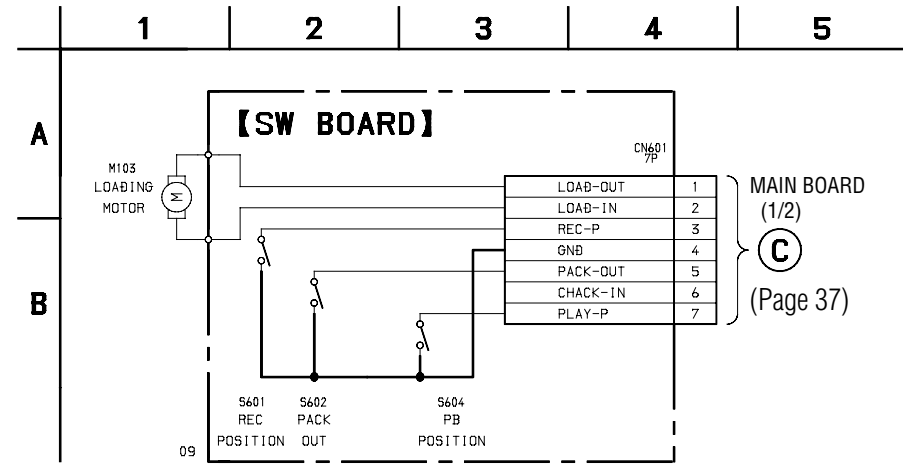 1 2 3 4 5
A
B
【SW BOARD】
CN601
7P
M103
LOADING
MOTOR
M
LOAD-OUT 1
LOAD-IN 2
REC-P 3
GND 4
PACK-OUT 5
CHACK-IN 6
PLAY-P 7
MAIN BOARD
(1/2)
C
(Page 37)
S601
REC
POSITION
S602
PACK
OUT
S604
PB
POSITION
09